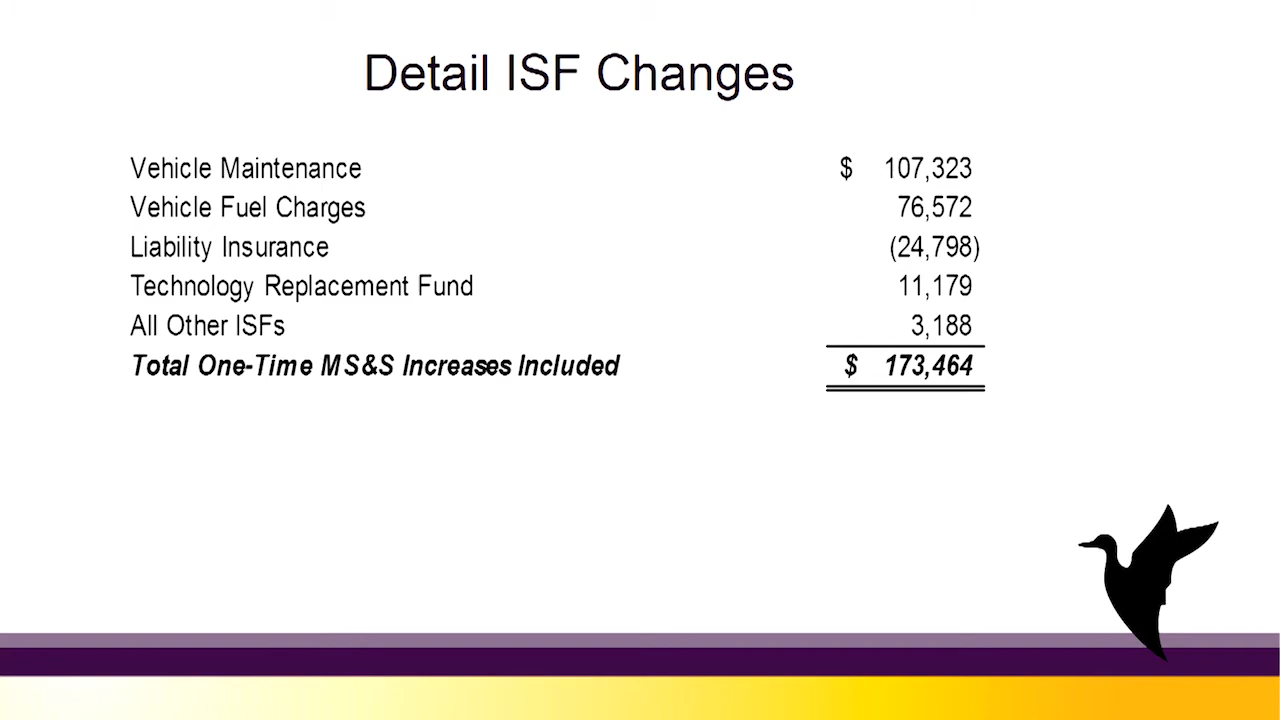 Detail ISF Changes
Vehicle Maintenance $ 107,323
Vehicle Fuel Charges 76,572
Liability Insurance (24,798)
Technology Replacement Fund 11,179
All Other ISFs 3,188
Total One-Time MS&S Increases Included $ 173,464